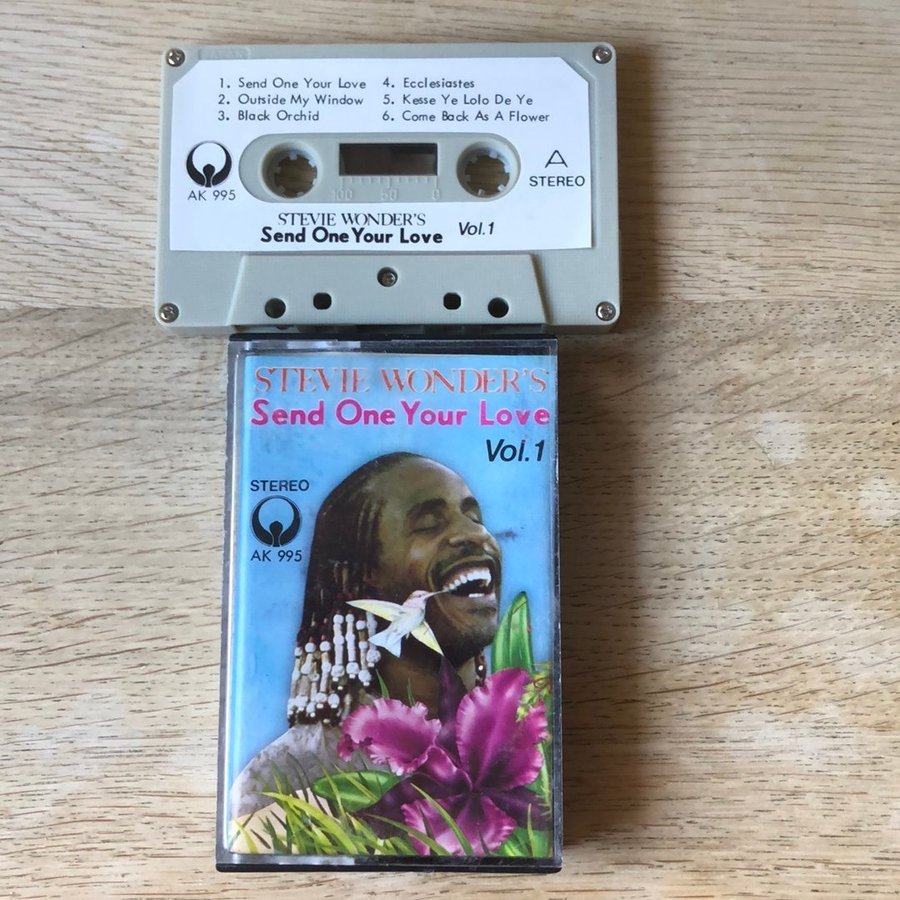 1. Send One Your Love 4. Ecclesiastes
2. Outside My Window 5. Kesse Ye Lolo De Ye
3. Black Orchid 6. Come Back As A Flower
AK 995
A
STEREO
100 50 0
STEVIE WONDER'S
Send One Your Love Vol.1
STEVIE WONDER'S
Send One Your Love
Vol.1
STEREO
AK 995